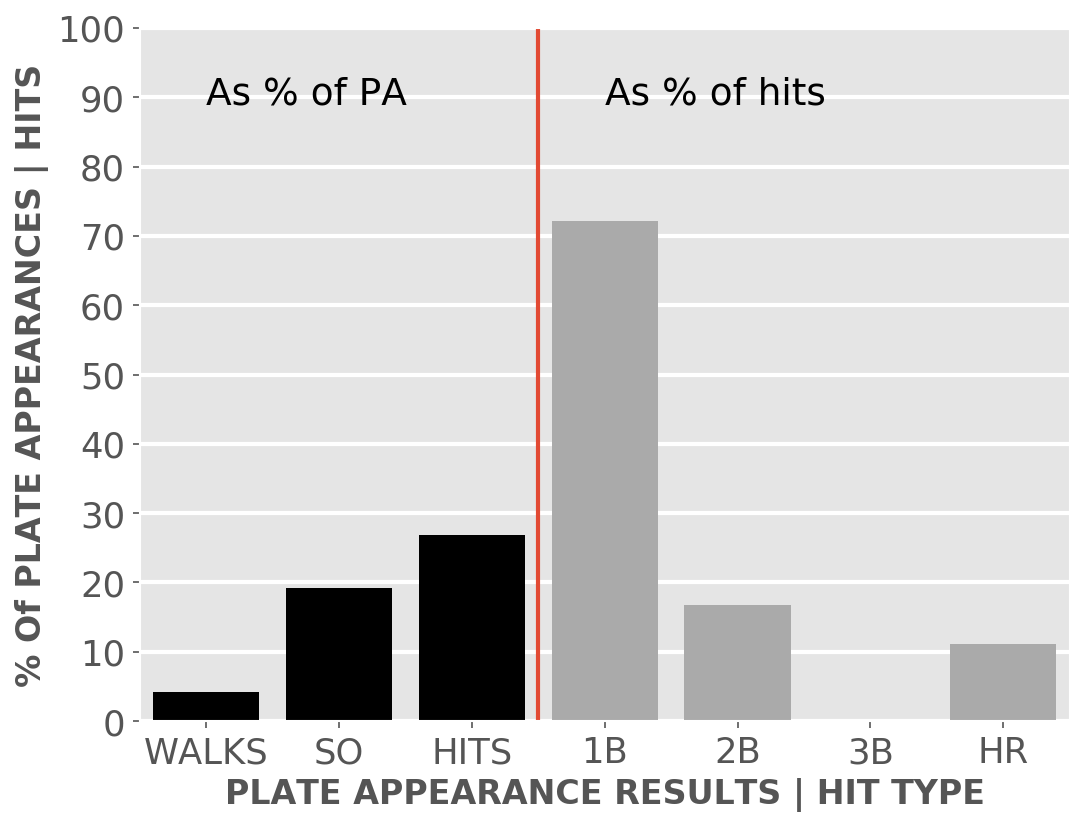 % Of PLATE APPEARANCES | HITS
100
90
80
70
60
50
40
30
20
10
0
As % of PA
As % of hits
WALKS SO HITS 1B 2B 3B HR
PLATE APPEARANCE RESULTS | HIT TYPE